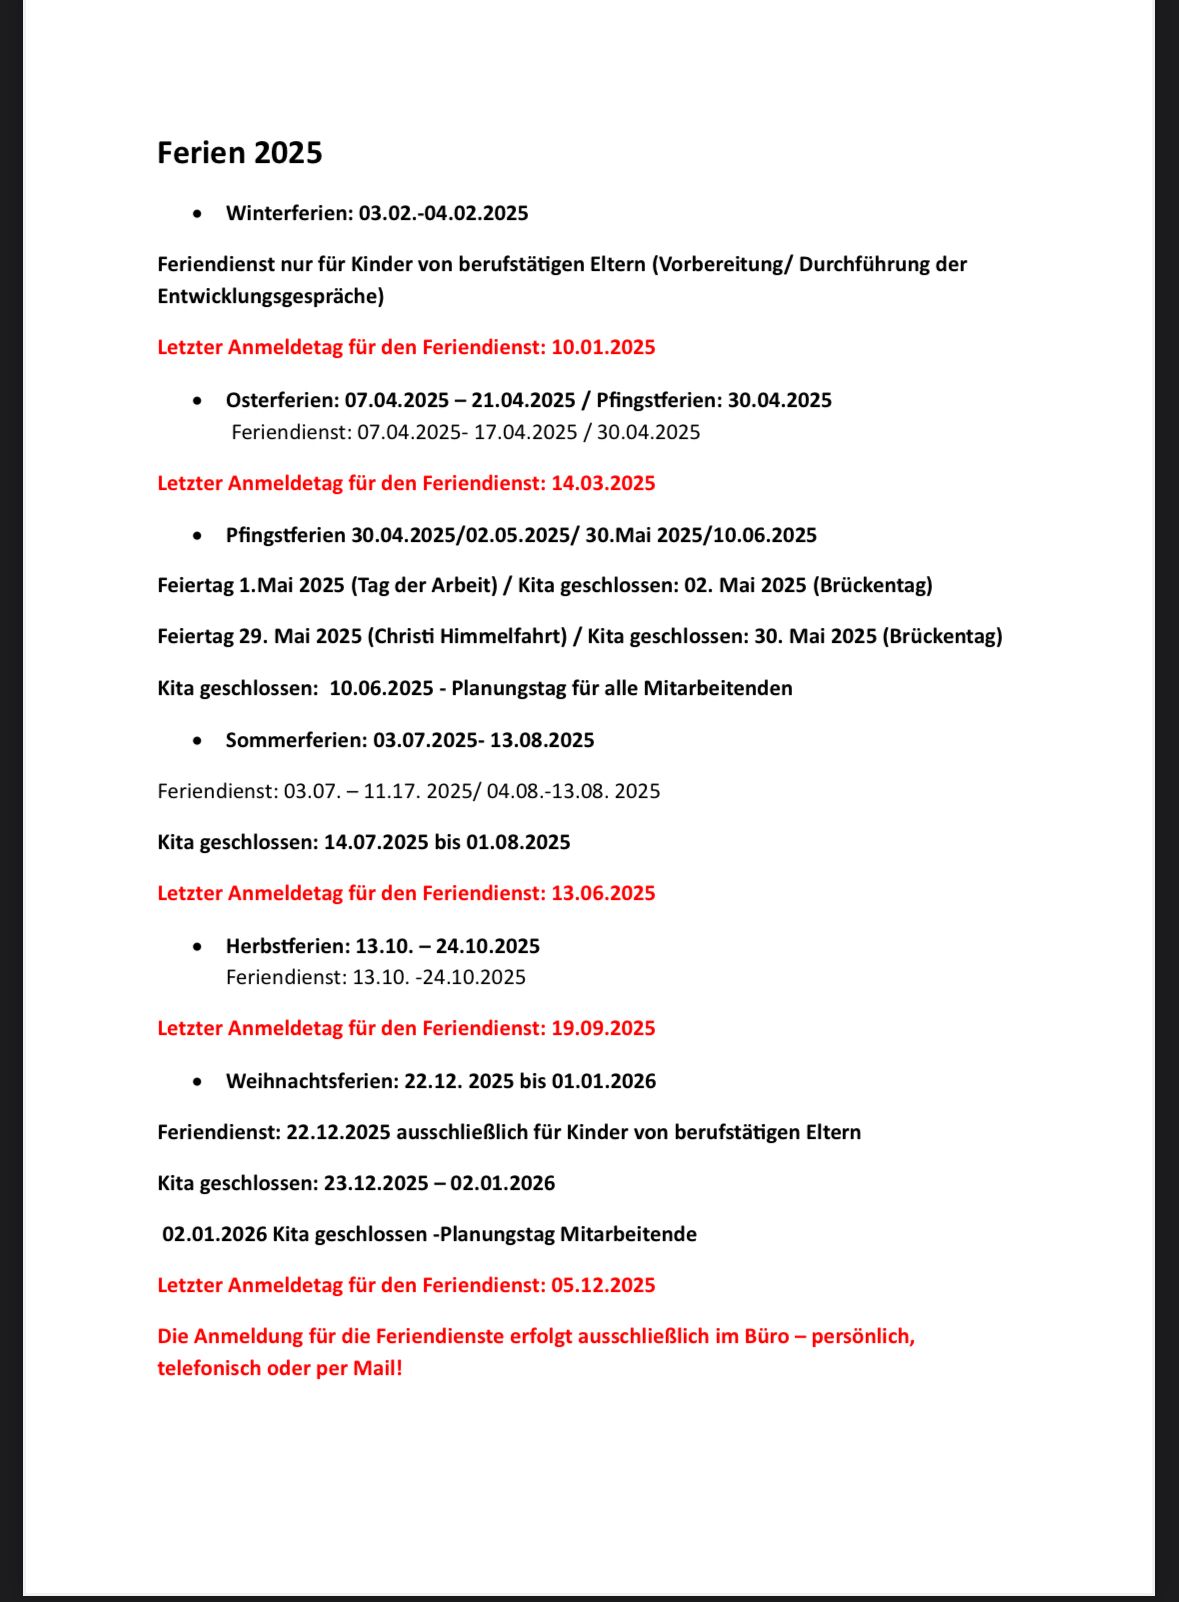 Ferien 2025
• Winterferien: 03.02.-04.02.2025
Feriendienst nur für Kinder von berufstätigen Eltern (Vorbereitung/ Durchführung der
Entwicklungsgespräche)
Letzter Anmeldetag für den Feriendienst: 10.01.2025
• Osterferien: 07.04.2025 – 21.04.2025 / Pfingstferien: 30.04.2025
Feriendienst: 07.04.2025- 17.04.2025 / 30.04.2025
Letzter Anmeldetag für den Feriendienst: 14.03.2025
• Pfingstferien 30.04.2025/02.05.2025/ 30.Mai 2025/10.06.2025
Feiertag 1.Mai 2025 (Tag der Arbeit) / Kita geschlossen: 02. Mai 2025 (Brückentag)
Feiertag 29. Mai 2025 (Christi Himmelfahrt) / Kita geschlossen: 30. Mai 2025 (Brückentag)
Kita geschlossen:  10.06.2025 - Planungstag für alle Mitarbeitenden
• Sommerferien: 03.07.2025- 13.08.2025
Feriendienst: 03.07. – 11.17. 2025/ 04.08.-13.08. 2025
Kita geschlossen: 14.07.2025 bis 01.08.2025
Letzter Anmeldetag für den Feriendienst: 13.06.2025
• Herbstferien: 13.10. – 24.10.2025
Feriendienst: 13.10. -24.10.2025
Letzter Anmeldetag für den Feriendienst: 19.09.2025
• Weihnachtsferien: 22.12. 2025 bis 01.01.2026
Feriendienst: 22.12.2025 ausschließlich für Kinder von berufstätigen Eltern
Kita geschlossen: 23.12.2025 – 02.01.2026
02.01.2026 Kita geschlossen -Planungstag Mitarbeitende
Letzter Anmeldetag für den Feriendienst: 05.12.2025
Die Anmeldung für die Feriendienste erfolgt ausschließlich im Büro – persönlich,
telefonisch oder per Mail!